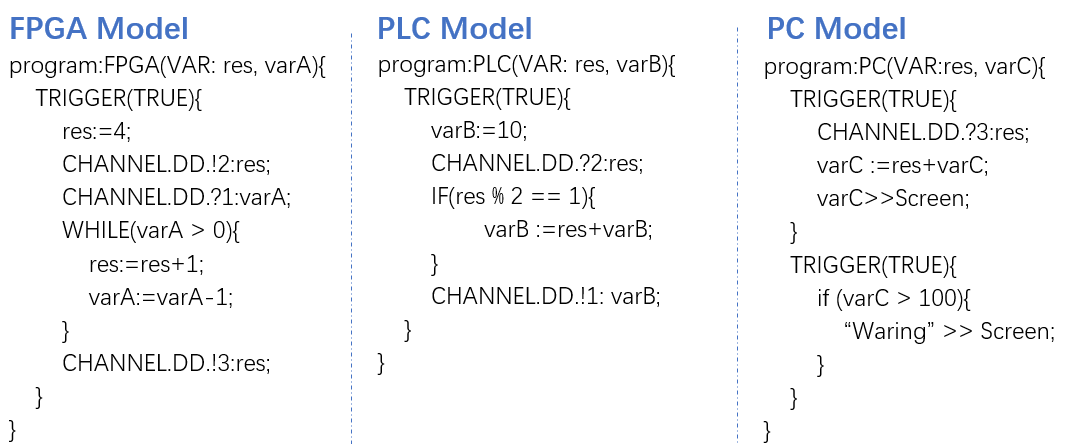 FPGA Model
program:FPGA(VAR: res, varA){
TRIGGER(TRUE){
res:=4;
CHANNEL.DD.!2:res;
CHANNEL.DD.?1:varA;
WHILE(varA > 0){
res:=res+1;
varA:=varA-1;
}
CHANNEL.DD.!3:res;
}
}
PLC Model
program:PLC(VAR: res, varB){
TRIGGER(TRUE){
varB:=10;
CHANNEL.DD.?2:res;
IF(res % 2 == 1){
varB :=res+varB;
}
CHANNEL.DD.!1: varB;
}
}
PC Model
program:PC(VAR:res, varC){
TRIGGER(TRUE){
CHANNEL.DD.?3:res;
varC :=res+varC;
varC>>Screen;
}
TRIGGER(TRUE){
if (varC > 100){
“Waring” >> Screen;
}
}
}